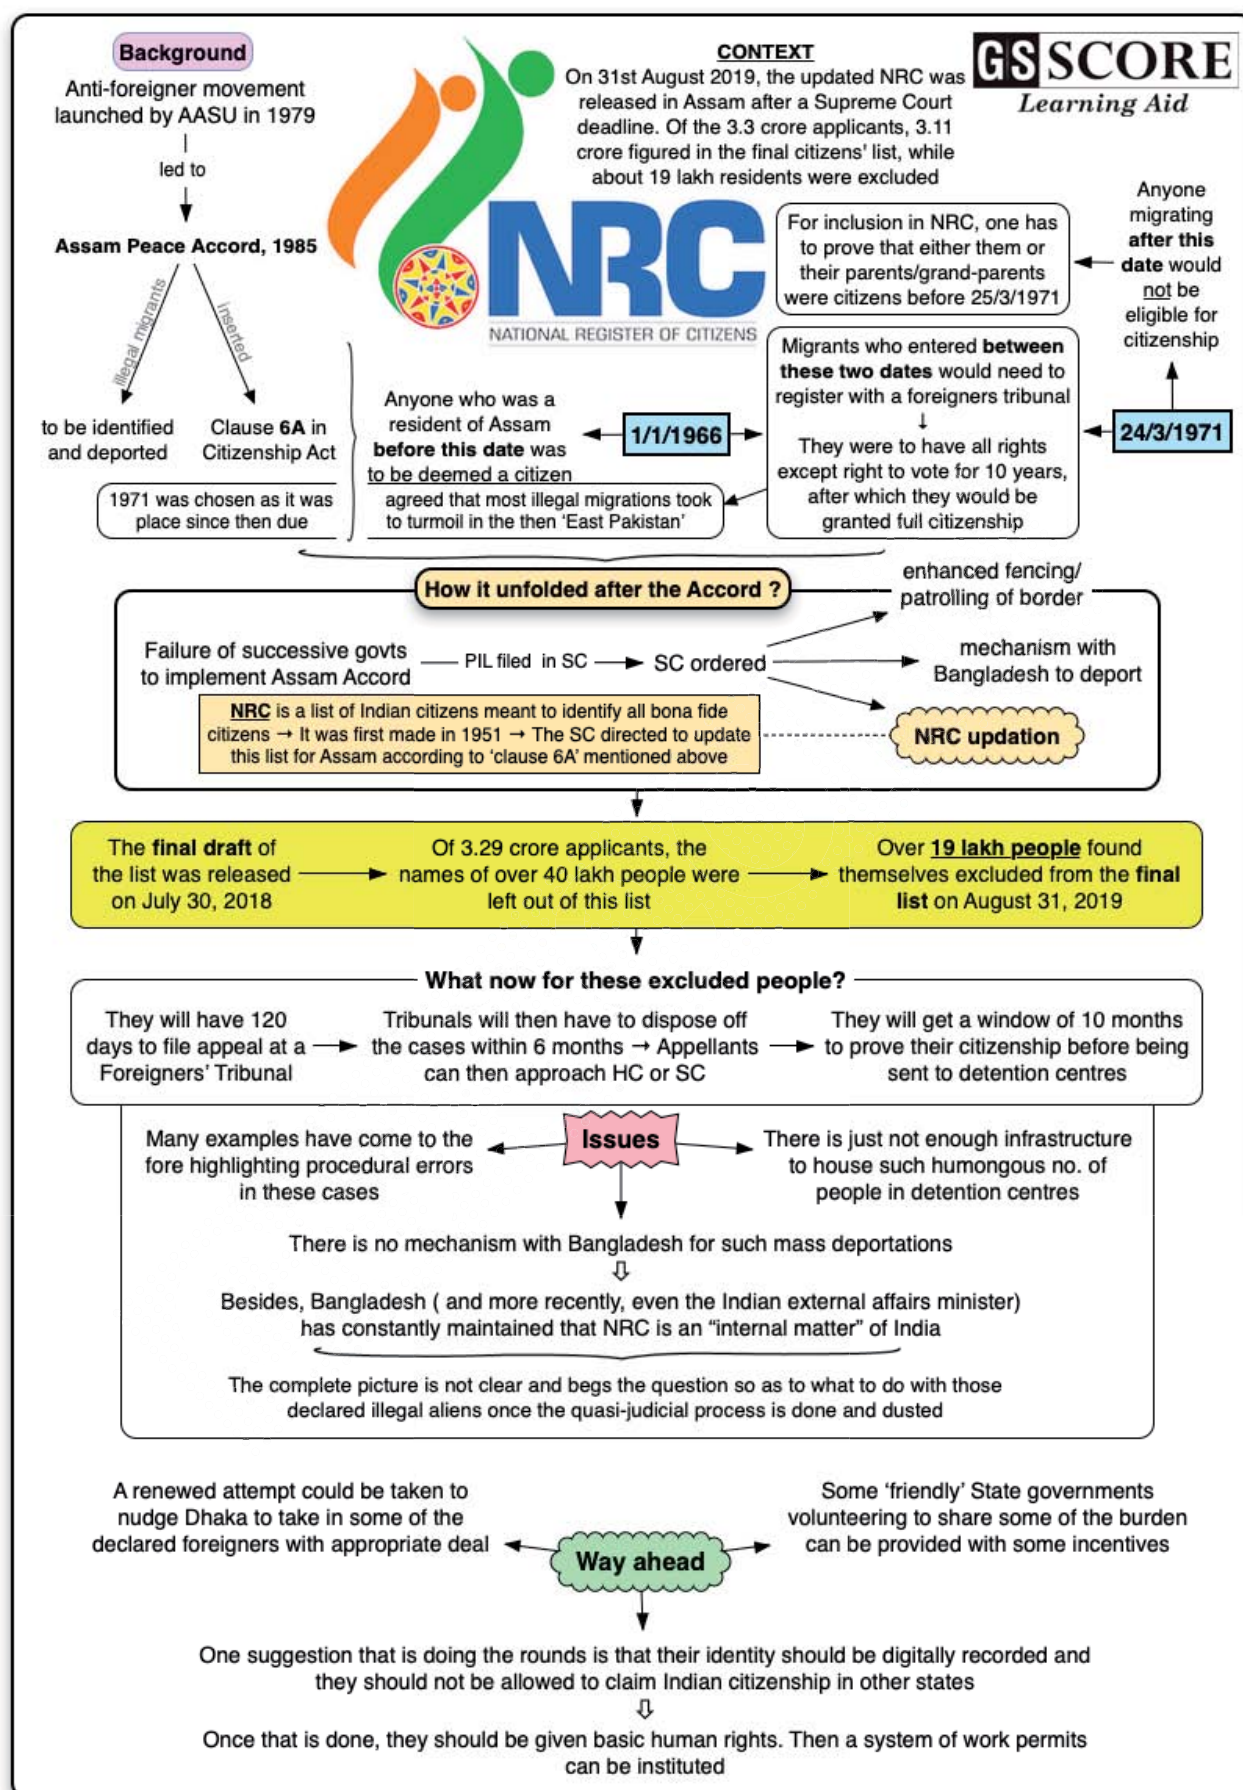 Background
Anti-foreigner movement
launched by AASU in 1979
led to
Assam Peace Accord, 1985
illegal migrants
inserted
to be identified
and deported
Clause 6A in
Citizenship Act
CONTEXT
On 31st August 2019, the updated NRC was
released in Assam after a Supreme Court
deadline. Of the 3.3 crore applicants, 3.11
crore figured in the final citizens' list, while
about 19 lakh residents were excluded
GS SCORE
Learning Aid
NRC
NATIONAL REGISTER OF CITIZENS
For inclusion in NRC, one has
to prove that either them or
their parents/grand-parents
were citizens before 25/3/1971
Anyone
migrating
after this
date would
not be
eligible for
citizenship
Anyone who was a
resident of Assam
before this date was
to be deemed a citizen
1/1/1966
Migrants who entered between
these two dates would need to
register with a foreigners tribunal
↓
They were to have all rights
except right to vote for 10 years,
after which they would be
granted full citizenship
24/3/1971
1971 was chosen as it was agreed that most illegal migrations took
place since then due to turmoil in the then ‘East Pakistan’
How it unfolded after the Accord ?
Failure of successive govts
to implement Assam Accord
PIL filed in SC
SC ordered
enhanced fencing/
patrolling of border
mechanism with
Bangladesh to deport
NRC updation
NRC is a list of Indian citizens meant to identify all bona fide
citizens → It was first made in 1951 → The SC directed to update
this list for Assam according to ‘clause 6A’ mentioned above
The final draft of
the list was released
on July 30, 2018
Of 3.29 crore applicants, the
names of over 40 lakh people were
left out of this list
Over 19 lakh people found
themselves excluded from the final
list on August 31, 2019
What now for these excluded people?
They will have 120
days to file appeal at a
Foreigners’ Tribunal
Tribunals will then have to dispose off
the cases within 6 months → Appellants
can then approach HC or SC
They will get a window of 10 months
to prove their citizenship before being
sent to detention centres
Issues
Many examples have come to the
fore highlighting procedural errors
in these cases
There is just not enough infrastructure
to house such humongous no. of
people in detention centres
There is no mechanism with Bangladesh for such mass deportations
Besides, Bangladesh ( and more recently, even the Indian external affairs minister)
has constantly maintained that NRC is an “internal matter” of India
The complete picture is not clear and begs the question so as to what to do with those
declared illegal aliens once the quasi-judicial process is done and dusted
A renewed attempt could be taken to
nudge Dhaka to take in some of the
declared foreigners with appropriate deal
Way ahead
Some ‘friendly’ State governments
volunteering to share some of the burden
can be provided with some incentives
One suggestion that is doing the rounds is that their identity should be digitally recorded and
they should not be allowed to claim Indian citizenship in other states
Once that is done, they should be given basic human rights. Then a system of work permits
can be instituted